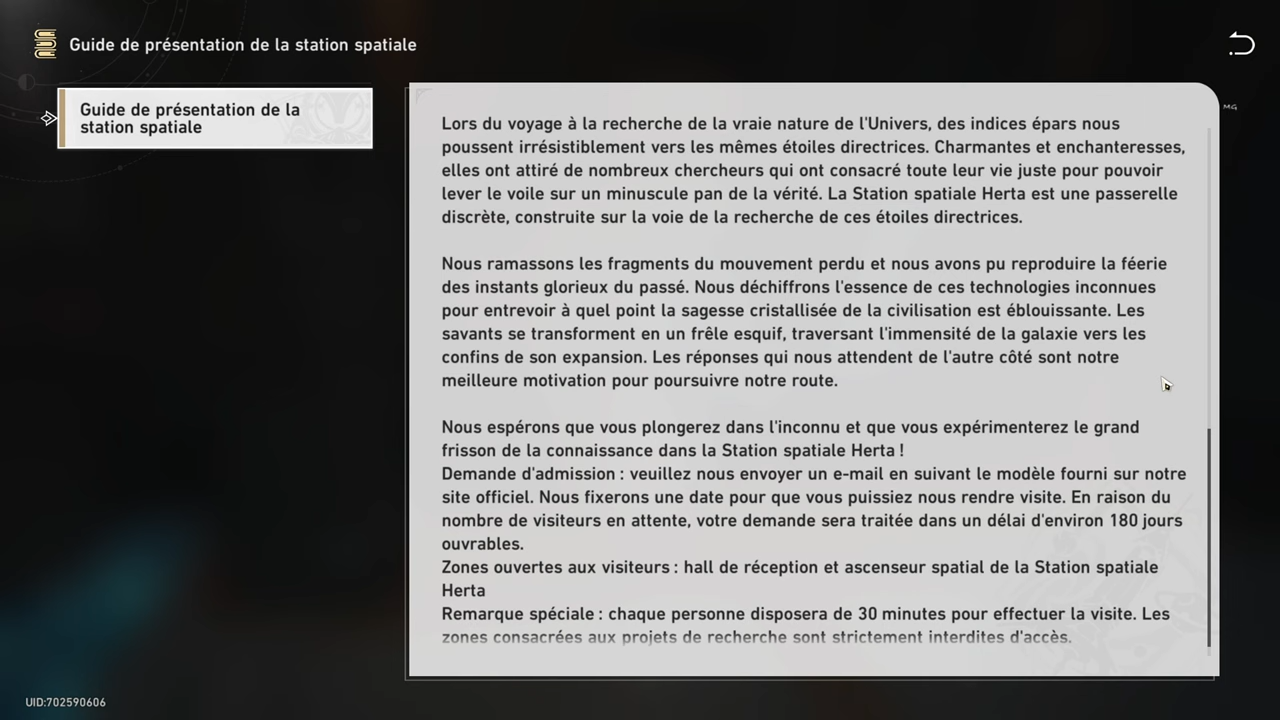 Guide de présentation de la station spatiale
Guide de présentation de la
station spatiale
MG
Lors du voyage à la recherche de la vraie nature de l'Univers, des indices épars nous
poussent irrésistiblement vers les mêmes étoiles directrices. Charmantes et enchanteresses,
elles ont attiré de nombreux chercheurs qui ont consacré toute leur vie juste pour pouvoir
lever le voile sur un minuscule pan de la vérité. La Station spatiale Herta est une passerelle
discrète, construite sur la voie de la recherche de ces étoiles directrices.
Nous ramassons les fragments du mouvement perdu et nous avons pu reproduire la féerie
des instants glorieux du passé. Nous déchiffrons l'essence de ces technologies inconnues
pour entrevoir à quel point la sagesse cristallisée de la civilisation est éblouissante. Les
savants se transforment en un frêle esquif, traversant l'immensité de la galaxie vers les
confins de son expansion. Les réponses qui nous attendent de l'autre côté sont notre
meilleure motivation pour poursuivre notre route.
Nous espérons que vous plongerez dans l'inconnu et que vous expérimenterez le grand
frisson de la connaissance dans la Station spatiale Herta !
Demande d'admission : veuillez nous envoyer un e-mail en suivant le modèle fourni sur notre
site officiel. Nous fixerons une date pour que vous puissiez nous rendre visite. En raison du
nombre de visiteurs en attente, votre demande sera traitée dans un délai d'environ 180 jours
ouvrables.
Zones ouvertes aux visiteurs : hall de réception et ascenseur spatial de la Station spatiale
Herta
Remarque spéciale : chaque personne disposera de 30 minutes pour effectuer la visite. Les
zones consacrées aux projets de recherche sont strictement interdites d'accès.
UID:702590606